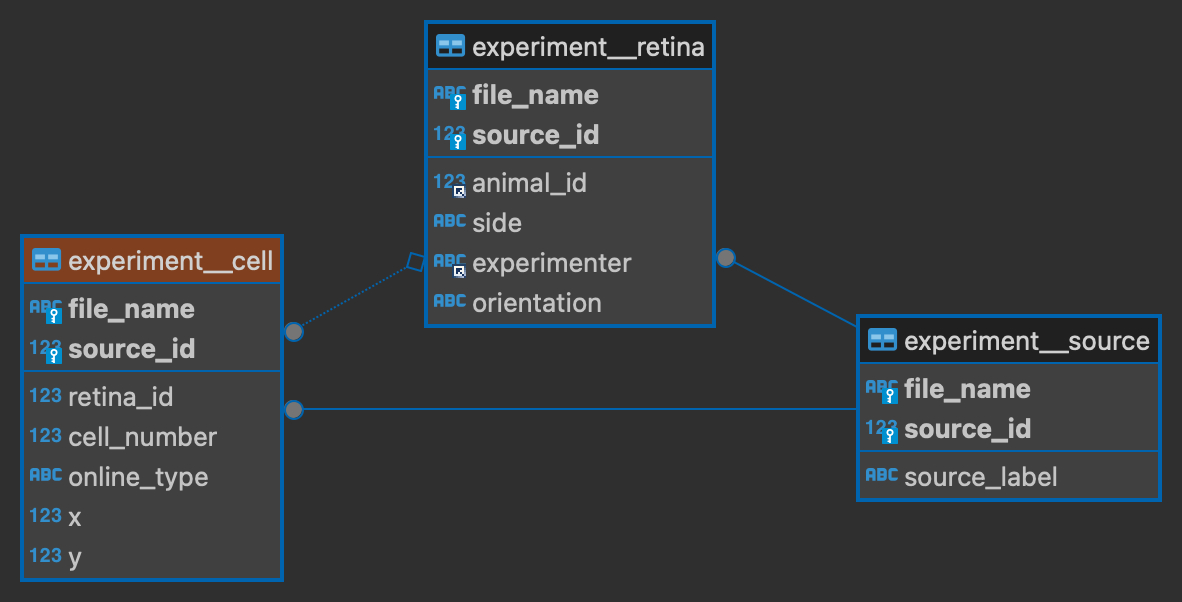 experiment__retina
ABC file_name
123 source_id
123 animal_id
ABC side
ABC experimenter
ABC orientation
experiment__cell
ABC file_name
123 source_id
123 retina_id
123 cell_number
ABC online_type
123 x
123 y
experiment__source
ABC file_name
123 source_id
ABC source_label